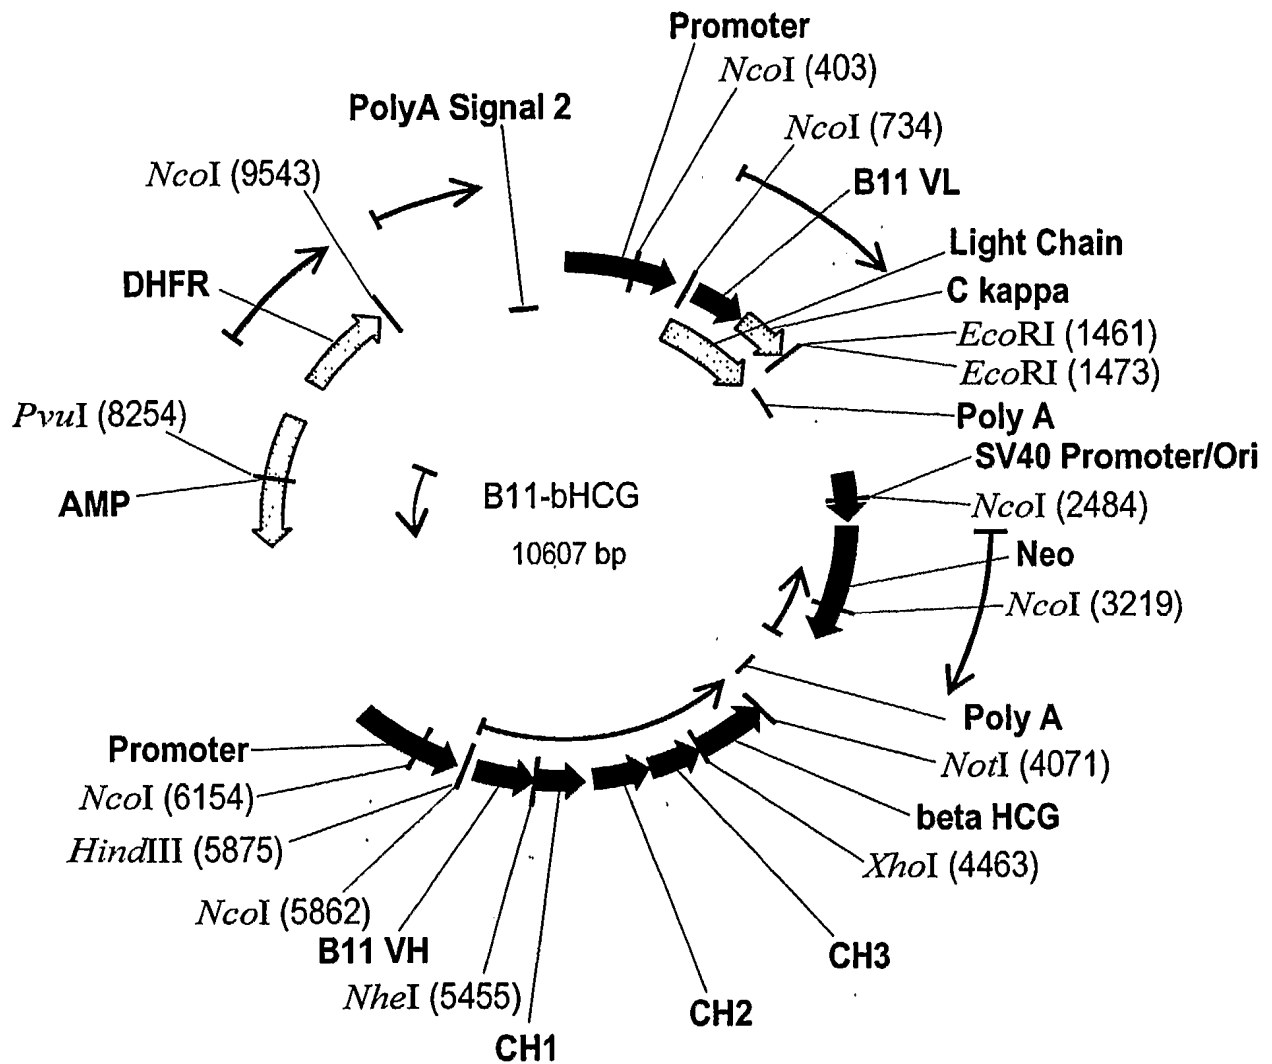 Promoter
NcoI (403)
PolyA Signal 2
NcoI (734)
NcoI (9543)
B11 VL
Light Chain
DHFR
C kappa
EcoRI (1461)
EcoRI (1473)
PvuI (8254)
Poly A
SV40 Promoter/Ori
AMP
B11-bHCG
NcoI (2484)
10607 bp
Neo
NcoI (3219)
Poly A
Promoter
NotI (4071)
NcoI (6154)
beta HCG
HindIII (5875)
XhoI (4463)
NcoI (5862)
B11 VH
CH3
NheI (5455)
CH2
CH1